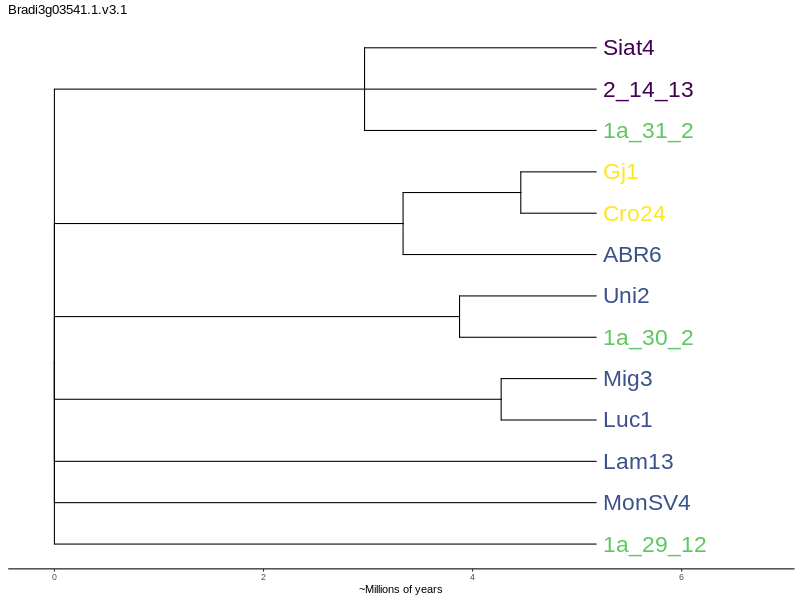 Bradi3g03541.1.v3.1
Siat4
2_14_13
1a_31_2
Gj1
Cro24
ABR6
Uni2
1a_30_2
Mig3
Luc1
Lam13
MonSV4
1a_29_12
0 2 4 6
~Millions of years